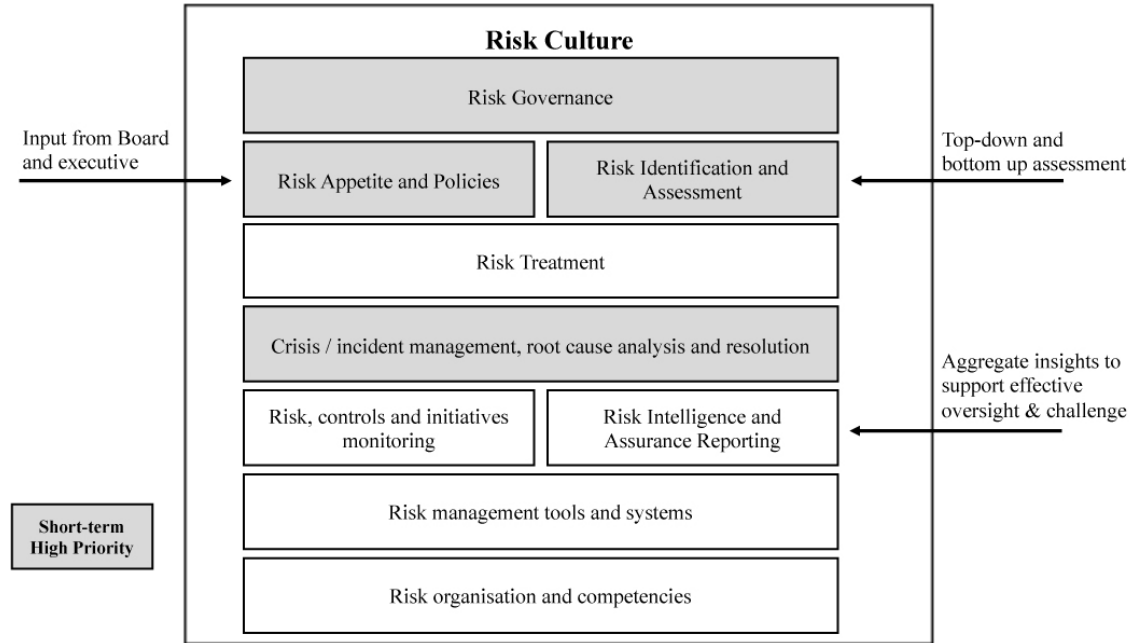 Risk Culture
Risk Governance
Input from Board
and executive
Risk Appetite and Policies
Risk Identification and
Assessment
Top-down and
bottom up assessment
Risk Treatment
Crisis / incident management, root cause analysis and resolution
Risk, controls and initiatives
monitoring
Risk Intelligence and
Assurance Reporting
Aggregate insights to
support effective
oversight & challenge
Risk management tools and systems
Short-term
High Priority
Risk organisation and competencies